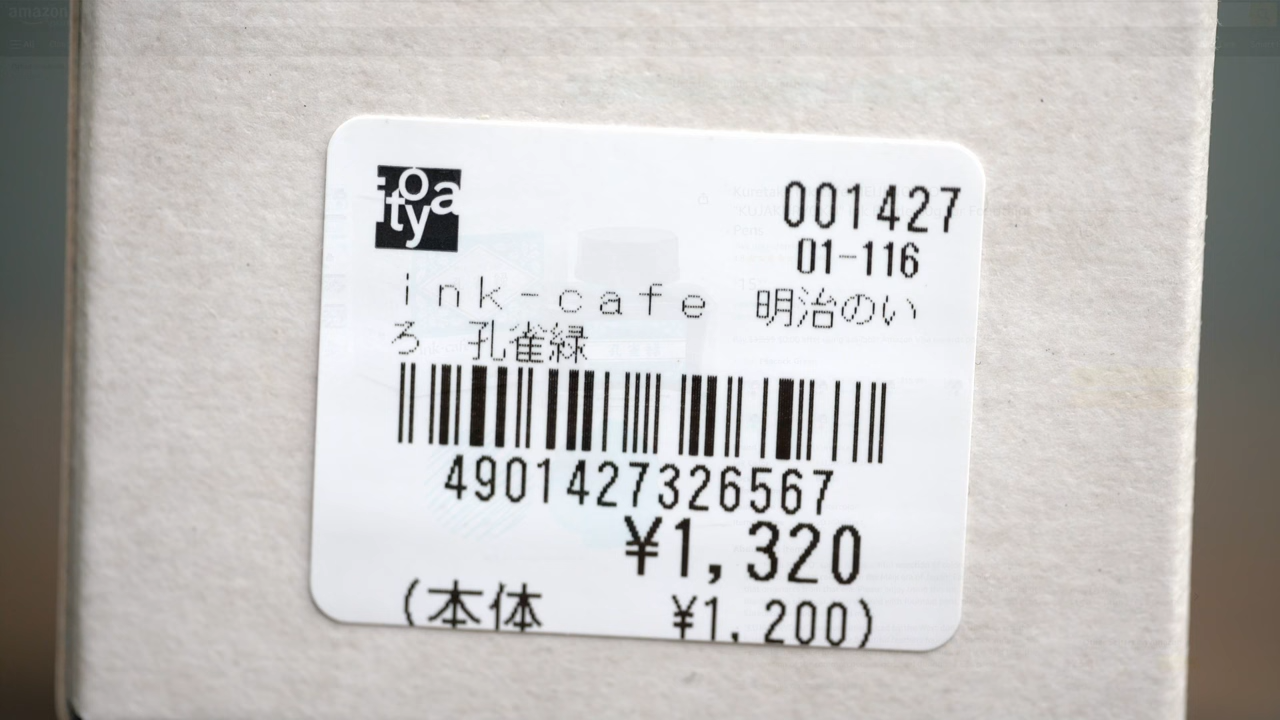 itoya
001427
01-116
ink-cafe 明治のい
ろ 孔雀緑
4901427326567
¥1,320
(本体 ¥1,200)
amazon